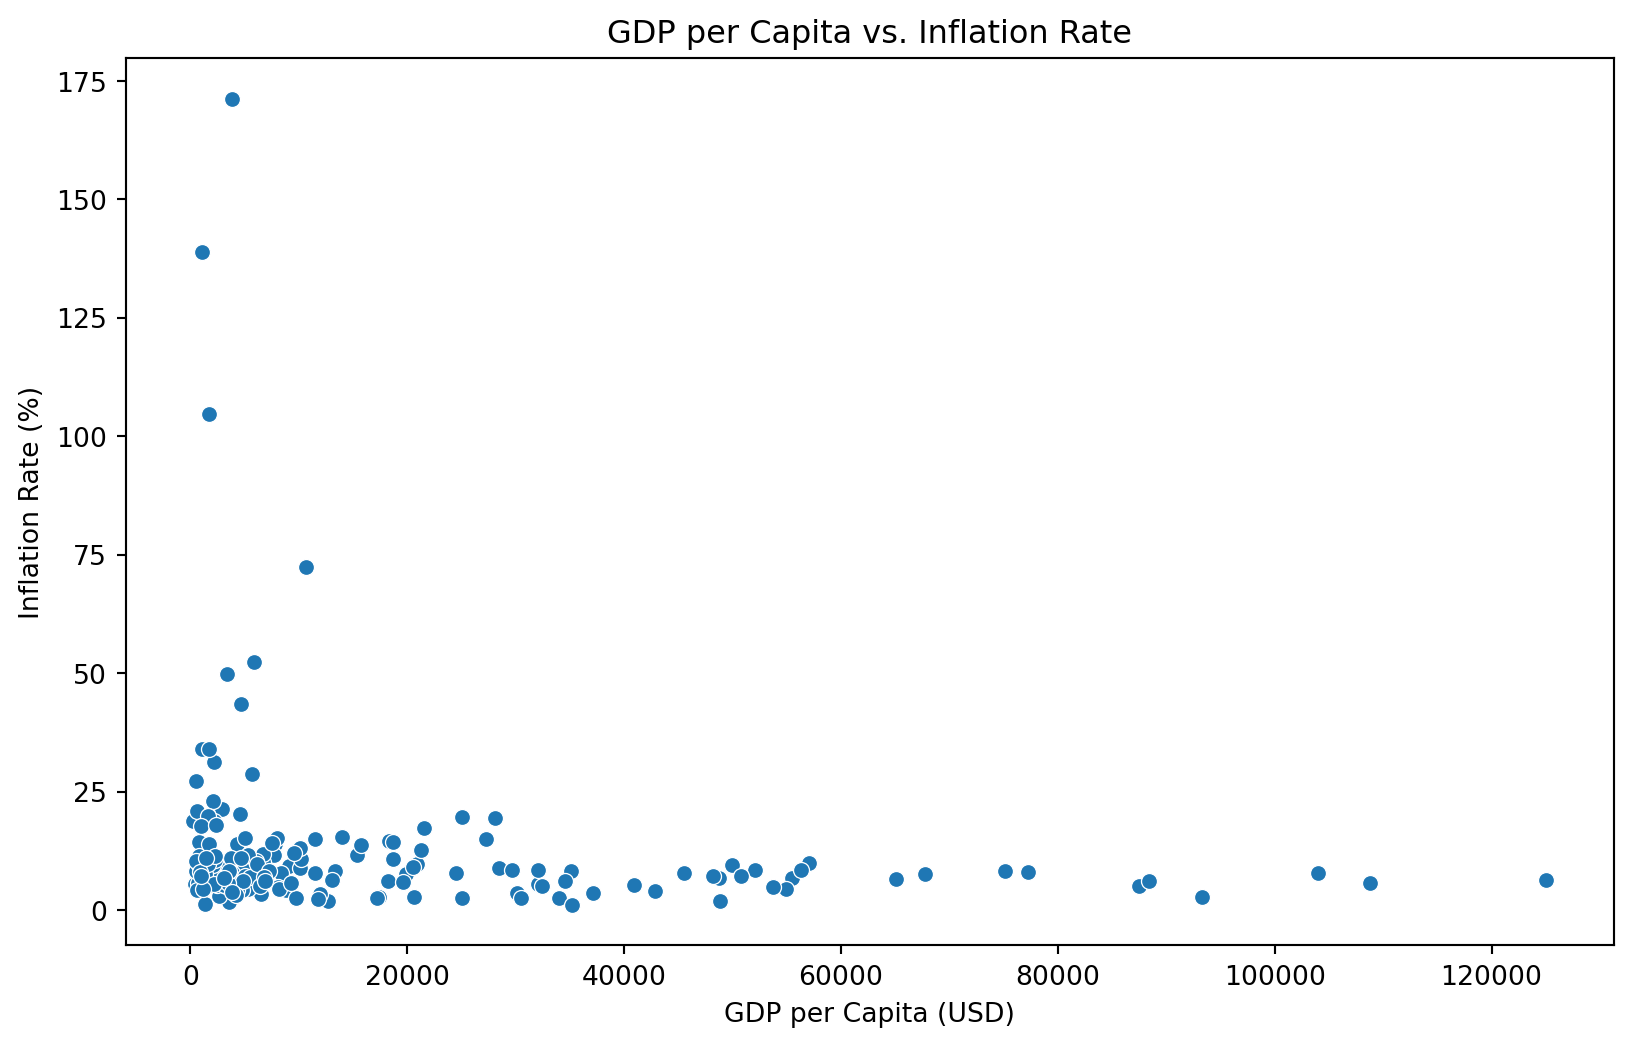 GDP per Capita vs. Inflation Rate
175
150
125
100
75
50
25
0
Inflation Rate (%)
0 20000 40000 60000 80000 100000 120000
GDP per Capita (USD)